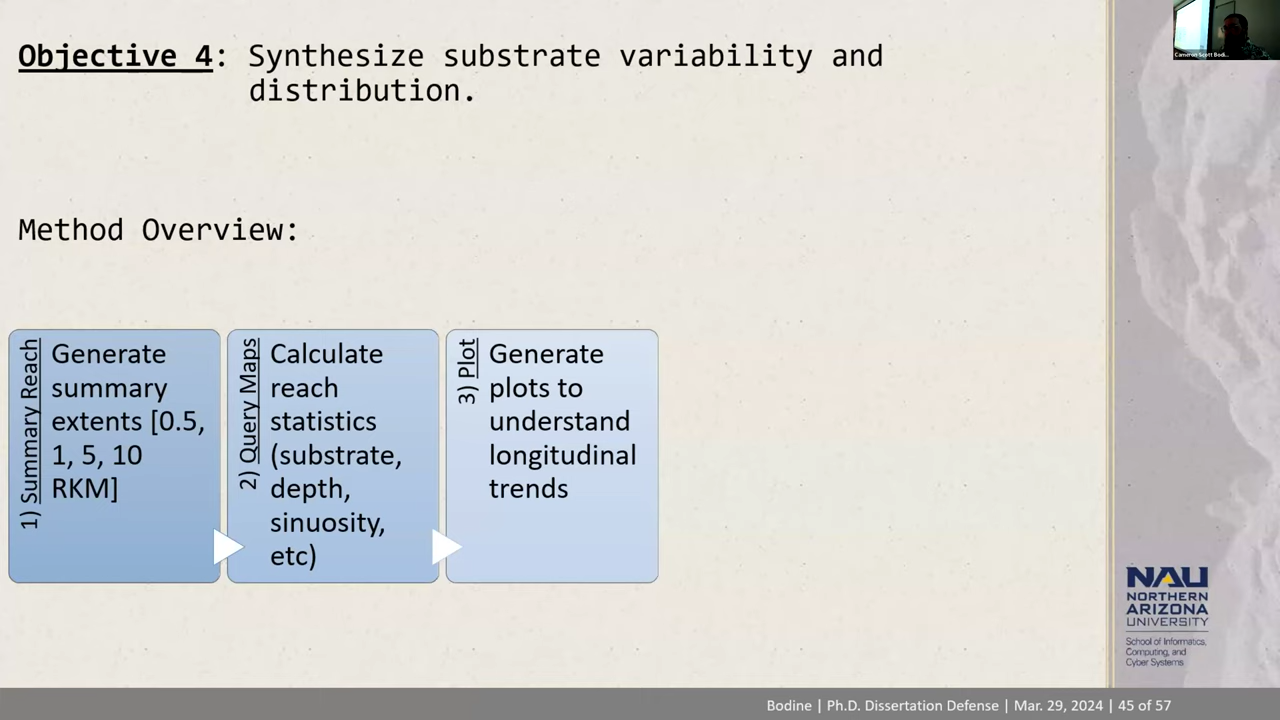 Objective 4: Synthesize substrate variability and
distribution.
Method Overview:
1) Summary Reach
Generate
summary
extents [0.5,
1, 5, 10
RKM]
2) Query Maps
Calculate
reach
statistics
(substrate,
depth,
sinuosity,
etc)
3) Plot
Generate
plots to
understand
longitudinal
trends
Cameron Scott Bodi...
NAU
NORTHERN
ARIZONA
UNIVERSITY
School of Informatics,
Computing, and
Cyber Systems
Bodine | Ph.D. Dissertation Defense | Mar. 29, 2024 | 45 of 57